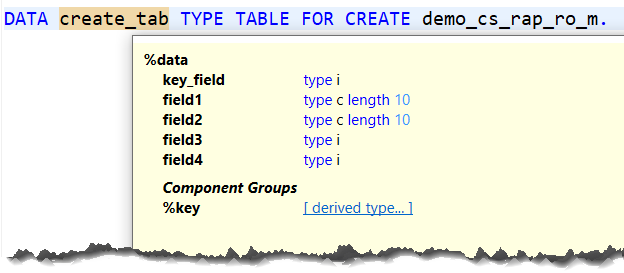 DATA create_tab TYPE TABLE FOR CREATE demo_cs_rap_ro_m.
%data
key_field type i
field1 type c length 10
field2 type c length 10
field3 type i
field4 type i
Component Groups
%key [ derived type... ]